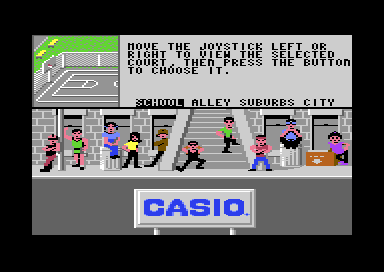 MOVE THE JOYSTICK LEFT OR
RIGHT TO VIEW THE SELECTED
COURT, THEN PRESS THE BUTTON
TO CHOOSE IT.
SCHOOL ALLEY SUBURBS CITY
CASIO.